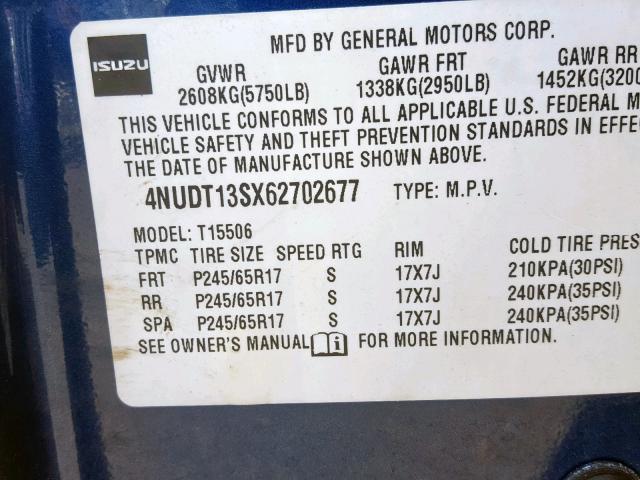 MFD BY GENERAL MOTORS CORP.
ISUZU
GVWR GAWR FRT GAWR RR
2608KG(5750LB) 1338KG(2950LB) 1452KG(3200
THIS VEHICLE CONFORMS TO ALL APPLICABLE U.S. FEDERAL M
VEHICLE SAFETY AND THEFT PREVENTION STANDARDS IN EFFE
THE DATE OF MANUFACTURE SHOWN ABOVE.
4NUDT13SX62702677 TYPE: M.P.V.
MODEL: T15506
TPMC TIRE SIZE SPEED RTG RIM COLD TIRE PRES
FRT P245/65R17 S 17X7J 210KPA(30PSI)
RR P245/65R17 S 17X7J 240KPA(35PSI)
SPA P245/65R17 S 17X7J 240KPA(35PSI)
SEE OWNER'S MANUAL i FOR MORE INFORMATION.